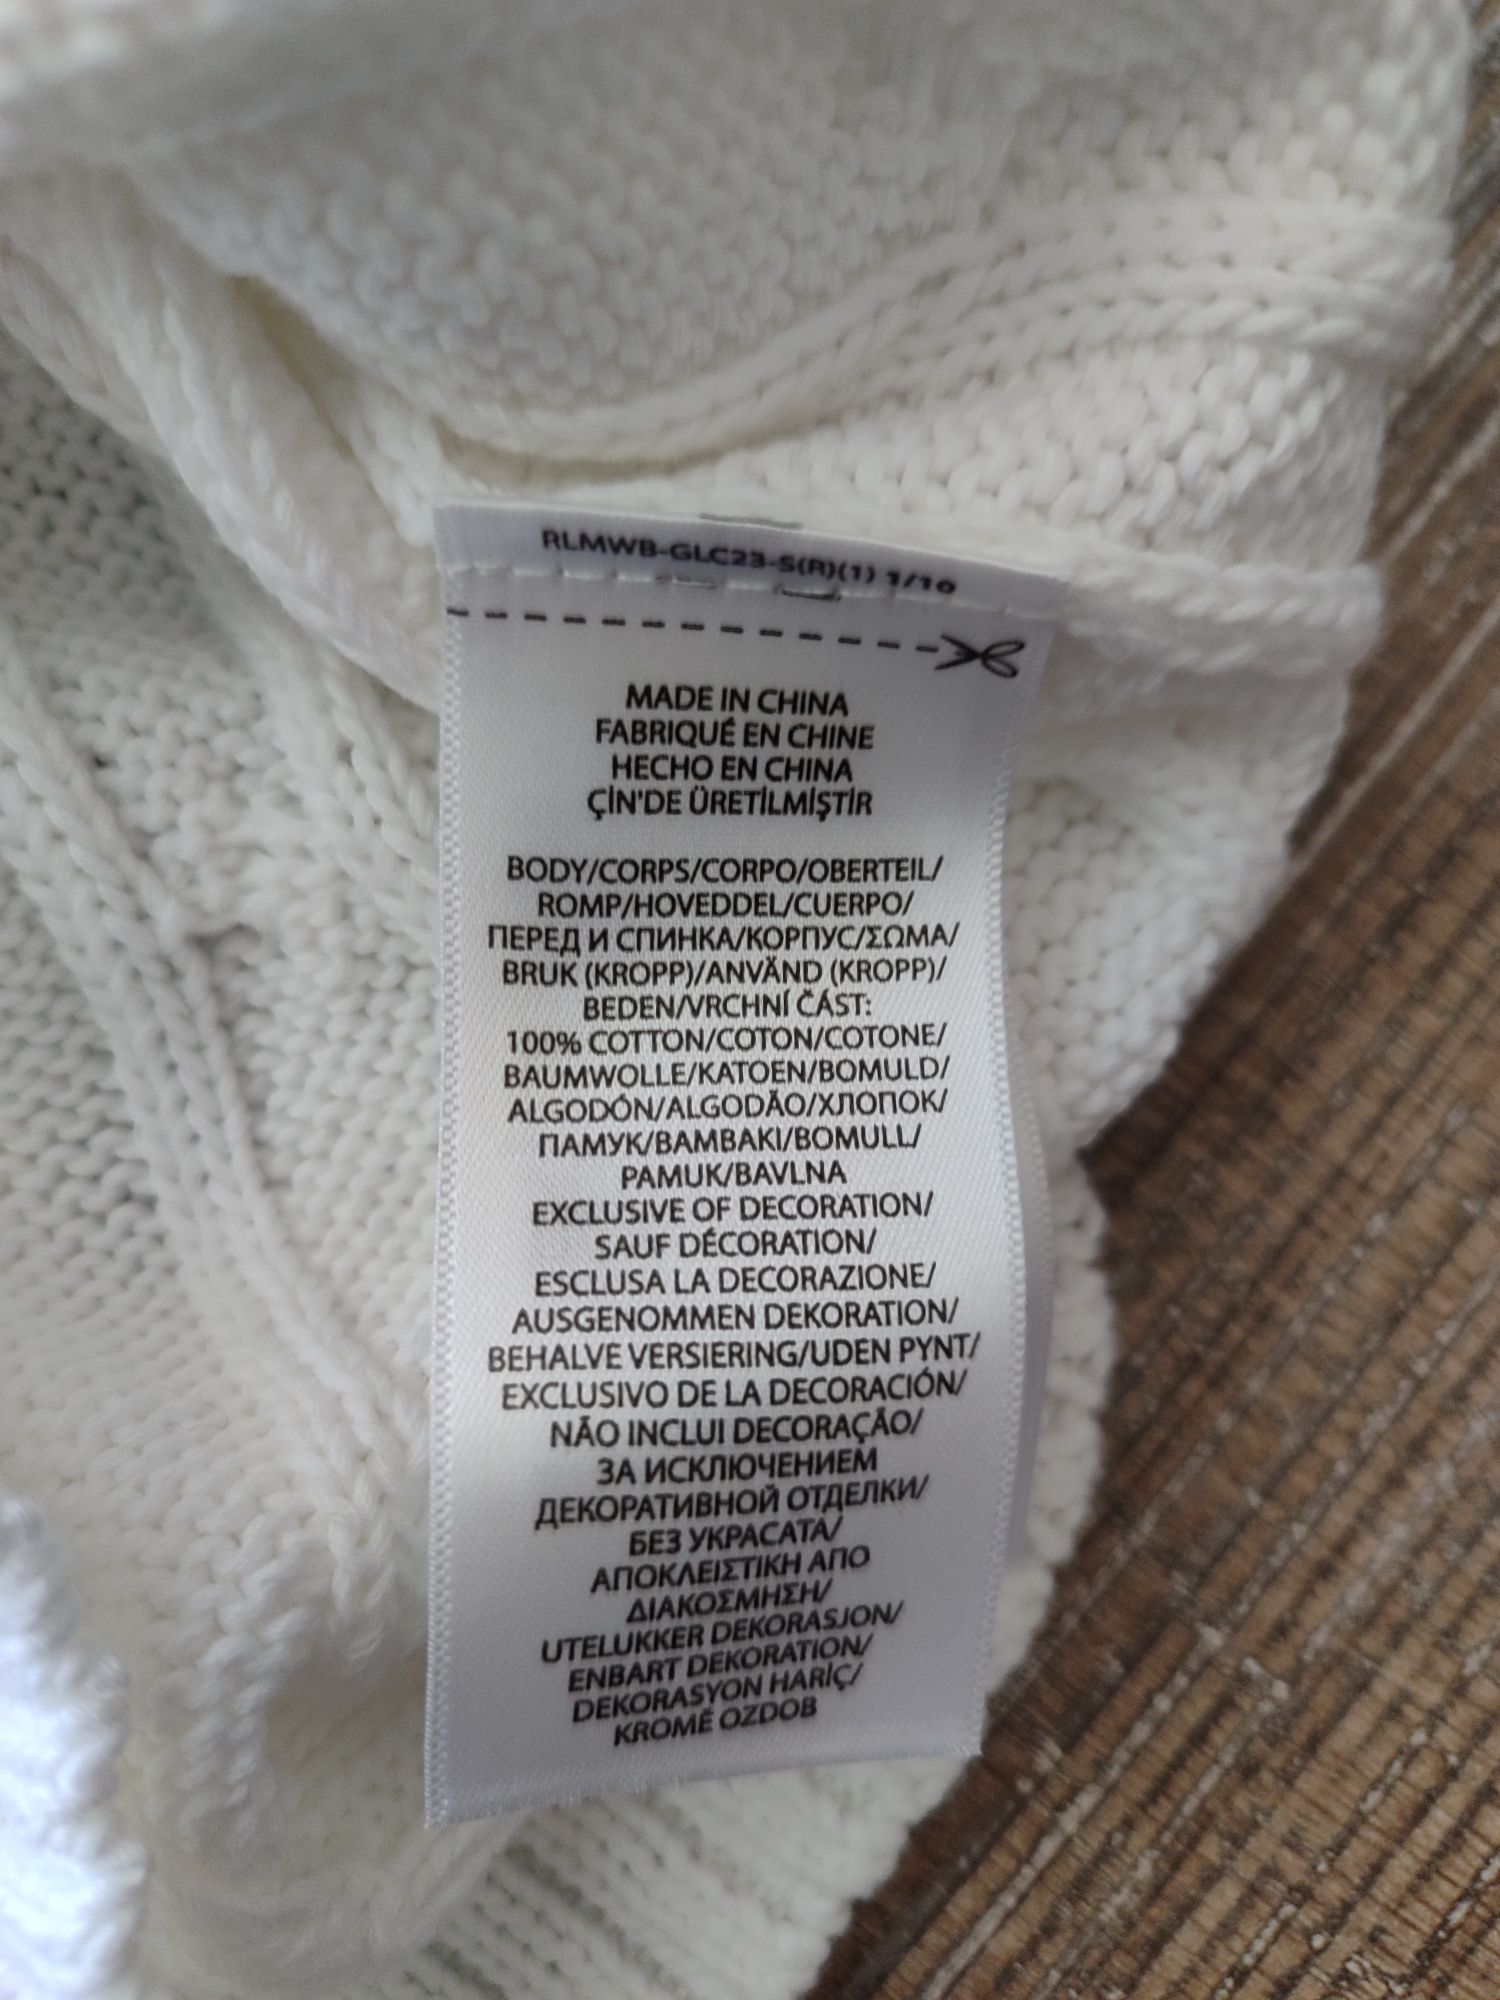 RLMWB-GLC23-S(R)(1) 1/10
MADE IN CHINA
FABRIQUÉ EN CHINE
HECHO EN CHINA
ÇİN'DE ÜRETİLMİŞTİR
BODY/CORPS/CORPO/OBERTEIL/
ROMP/HOVEDDEL/CUERPO/
ПЕРЕД И СПИНКА/КОРПУС/ΣΩΜΑ/
BRUK (KROPP)/ANVÄND (KROPP)/
BEDEN/VRCHNÍ ČÁST:
100% COTTON/COTON/COTONE/
BAUMWOLLE/KATOEN/BOMULD/
ALGODÓN/ALGODÃO/ХЛОПОК/
ПАМУК/ΒΑΜΒΑΚΙ/BOMULL/
PAMUK/BAVLNA
EXCLUSIVE OF DECORATION/
SAUF DÉCORATION/
ESCLUSA LA DECORAZIONE/
AUSGENOMMEN DEKORATION/
BEHALVE VERSIERING/UDEN PYNT/
EXCLUSIVO DE LA DECORACIÓN/
NÃO INCLUI DECORAÇÃO/
ЗА ИСКЛЮЧЕНИЕМ
ДЕКОРАТИВНОЙ ОТДЕЛКИ/
БЕЗ УКРАСАТА/
ΑΠΟΚΛΕΙΣΤΙΚΗ ΑΠΟ
ΔΙΑΚΟΣΜΗΣΗ/
UTELUKKER DEKORASJON/
ENBART DEKORATION/
DEKORASYON HARİÇ/
KROMĚ OZDOB